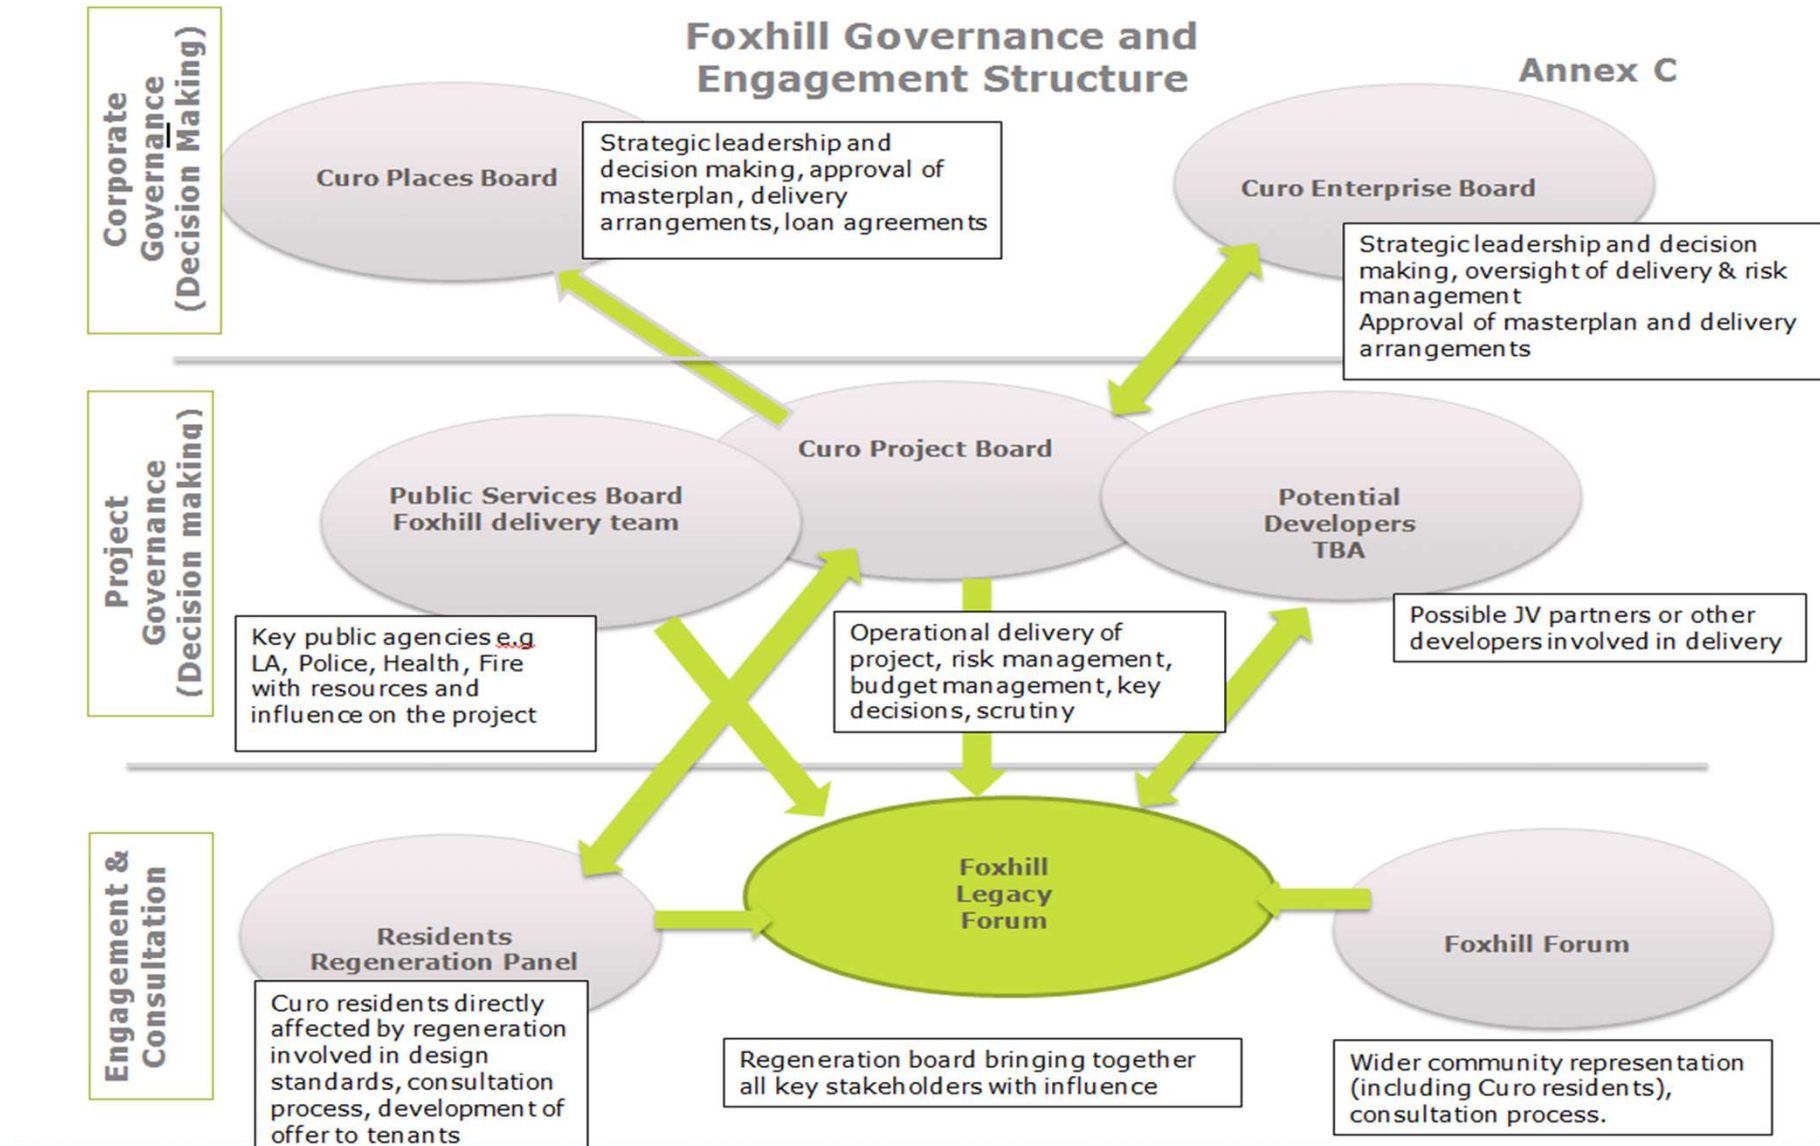 Foxhill Governance and
Engagement Structure
Annex C
Corporate
Governance
(Decision Making)
Curo Places Board
Strategic leadership and
decision making, approval of
masterplan, delivery
arrangements, loan agreements
Curo Enterprise Board
Strategic leadership and decision
making, oversight of delivery & risk
management
Approval of masterplan and delivery
arrangements
Project
Governance
(Decision making)
Public Services Board
Foxhill delivery team
Curo Project Board
Potential
Developers
TBA
Key public agencies e.g
LA, Police, Health, Fire
with resources and
influence on the project
Operational delivery of
project, risk management,
budget management, key
decisions, scrutiny
Possible JV partners or other
developers involved in delivery
Engagement &
Consultation
Residents
Regeneration Panel
Curo residents directly
affected by regeneration
involved in design
standards, consultation
process, development of
offer to tenants
Foxhill
Legacy
Forum
Regeneration board bringing together
all key stakeholders with influence
Foxhill Forum
Wider community representation
(including Curo residents),
consultation process.